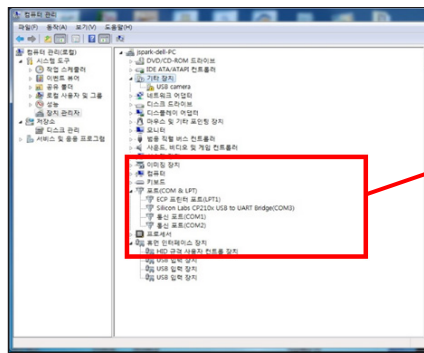 컴퓨터 관리
파일(F) 동작(A) 보기(V) 도움말(H)
컴퓨터 관리(로컬)
시스템 도구
작업 스케줄러
이벤트 뷰어
공유 폴더
로컬 사용자 및 그룹
성능
장치 관리자
저장소
디스크 관리
서비스 및 응용 프로그램
jspark-dell-PC
DVD/CD-ROM 드라이브
IDE ATA/ATAPI 컨트롤러
기타 장치
USB camera
네트워크 어댑터
디스크 드라이브
디스플레이 어댑터
마우스 및 기타 포인팅 장치
모니터
범용 직렬 버스 컨트롤러
사운드, 비디오 및 게임 컨트롤러
이미징 장치
컴퓨터
키보드
포트(COM & LPT)
ECP 프린터 포트(LPT1)
Silicon Labs CP210x USB to UART Bridge(COM3)
통신 포트(COM1)
통신 포트(COM2)
프로세서
휴먼 인터페이스 장치
HID 규격 사용자 컨트롤 장치
USB 입력 장치
USB 입력 장치
USB 입력 장치